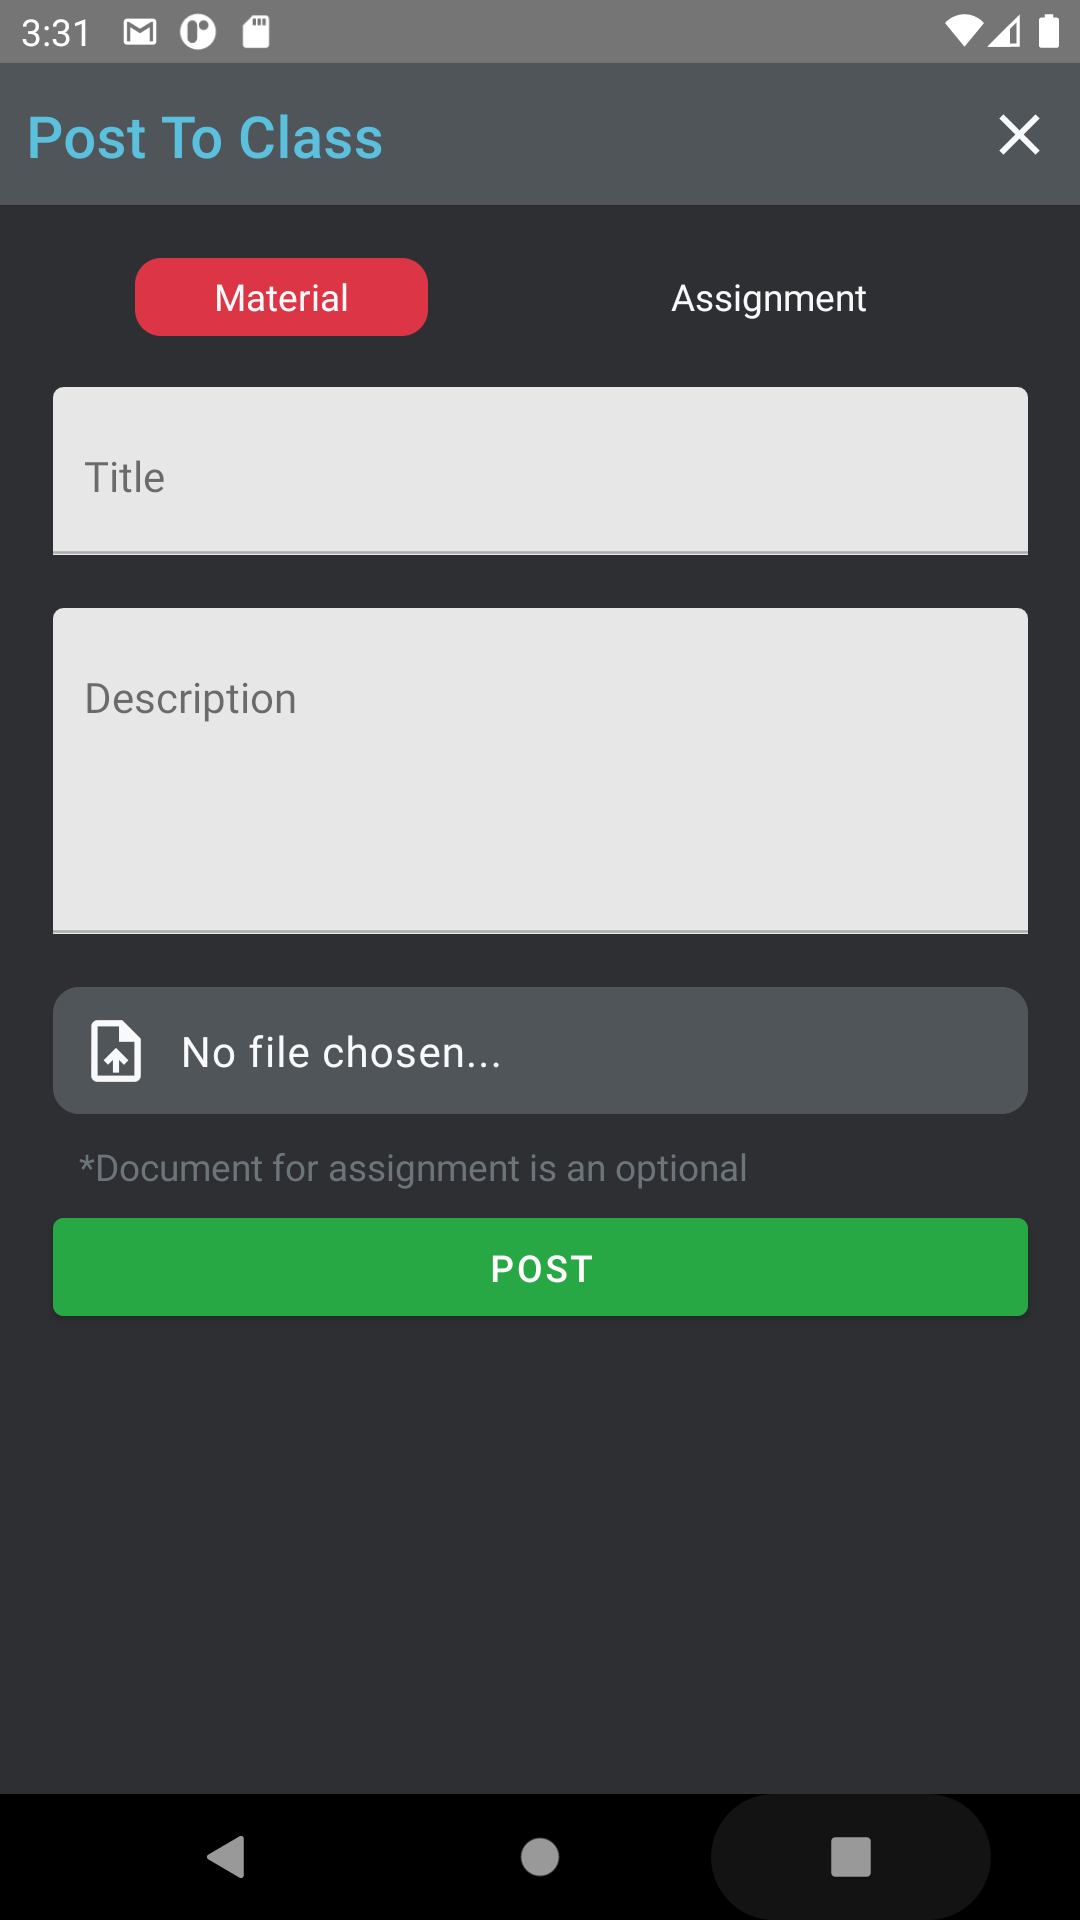 3:31
Post To Class
Material
Assignment
Title
Description
No file chosen...
*Document for assignment is an optional
POST